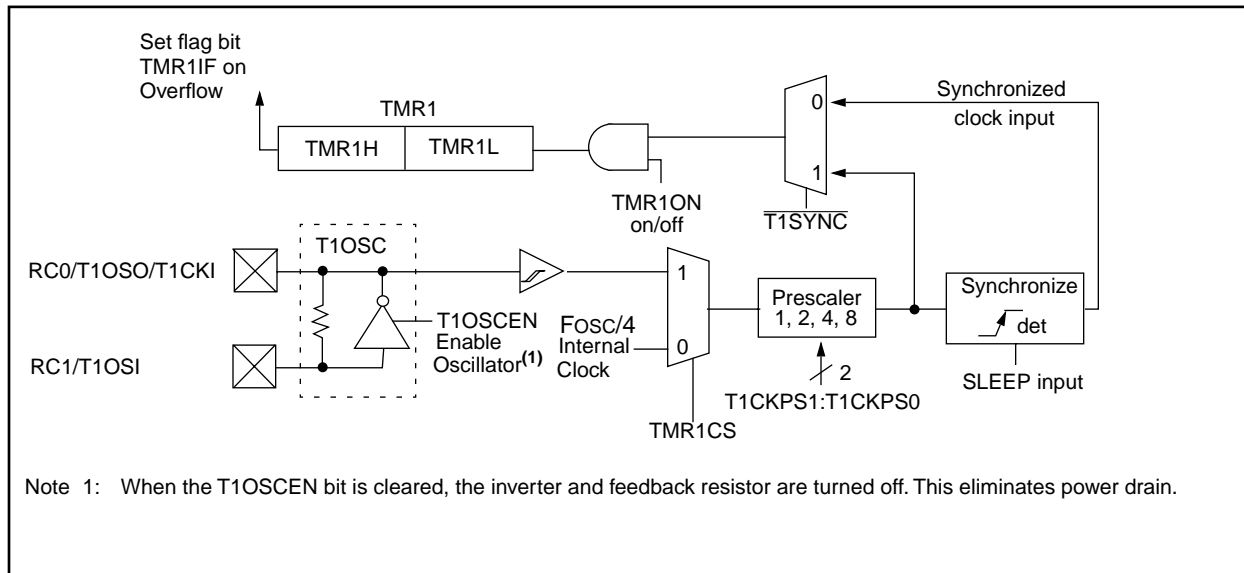 Set flag bit
TMR1IF on
Overflow
TMR1
TMR1H
TMR1L
TMR1ON
on/off
0
1
T1SYNC
Synchronized
clock input
RC0/T1OSO/T1CKI
T1OSC
RC1/T1OSI
T1OSCEN
Enable
Oscillator(1)
FOSC/4
Internal
Clock
1
0
TMR1CS
Prescaler
1, 2, 4, 8
2
T1CKPS1:T1CKPS0
Synchronize
det
SLEEP input
Note 1: When the T1OSCEN bit is cleared, the inverter and feedback resistor are turned off. This eliminates power drain.